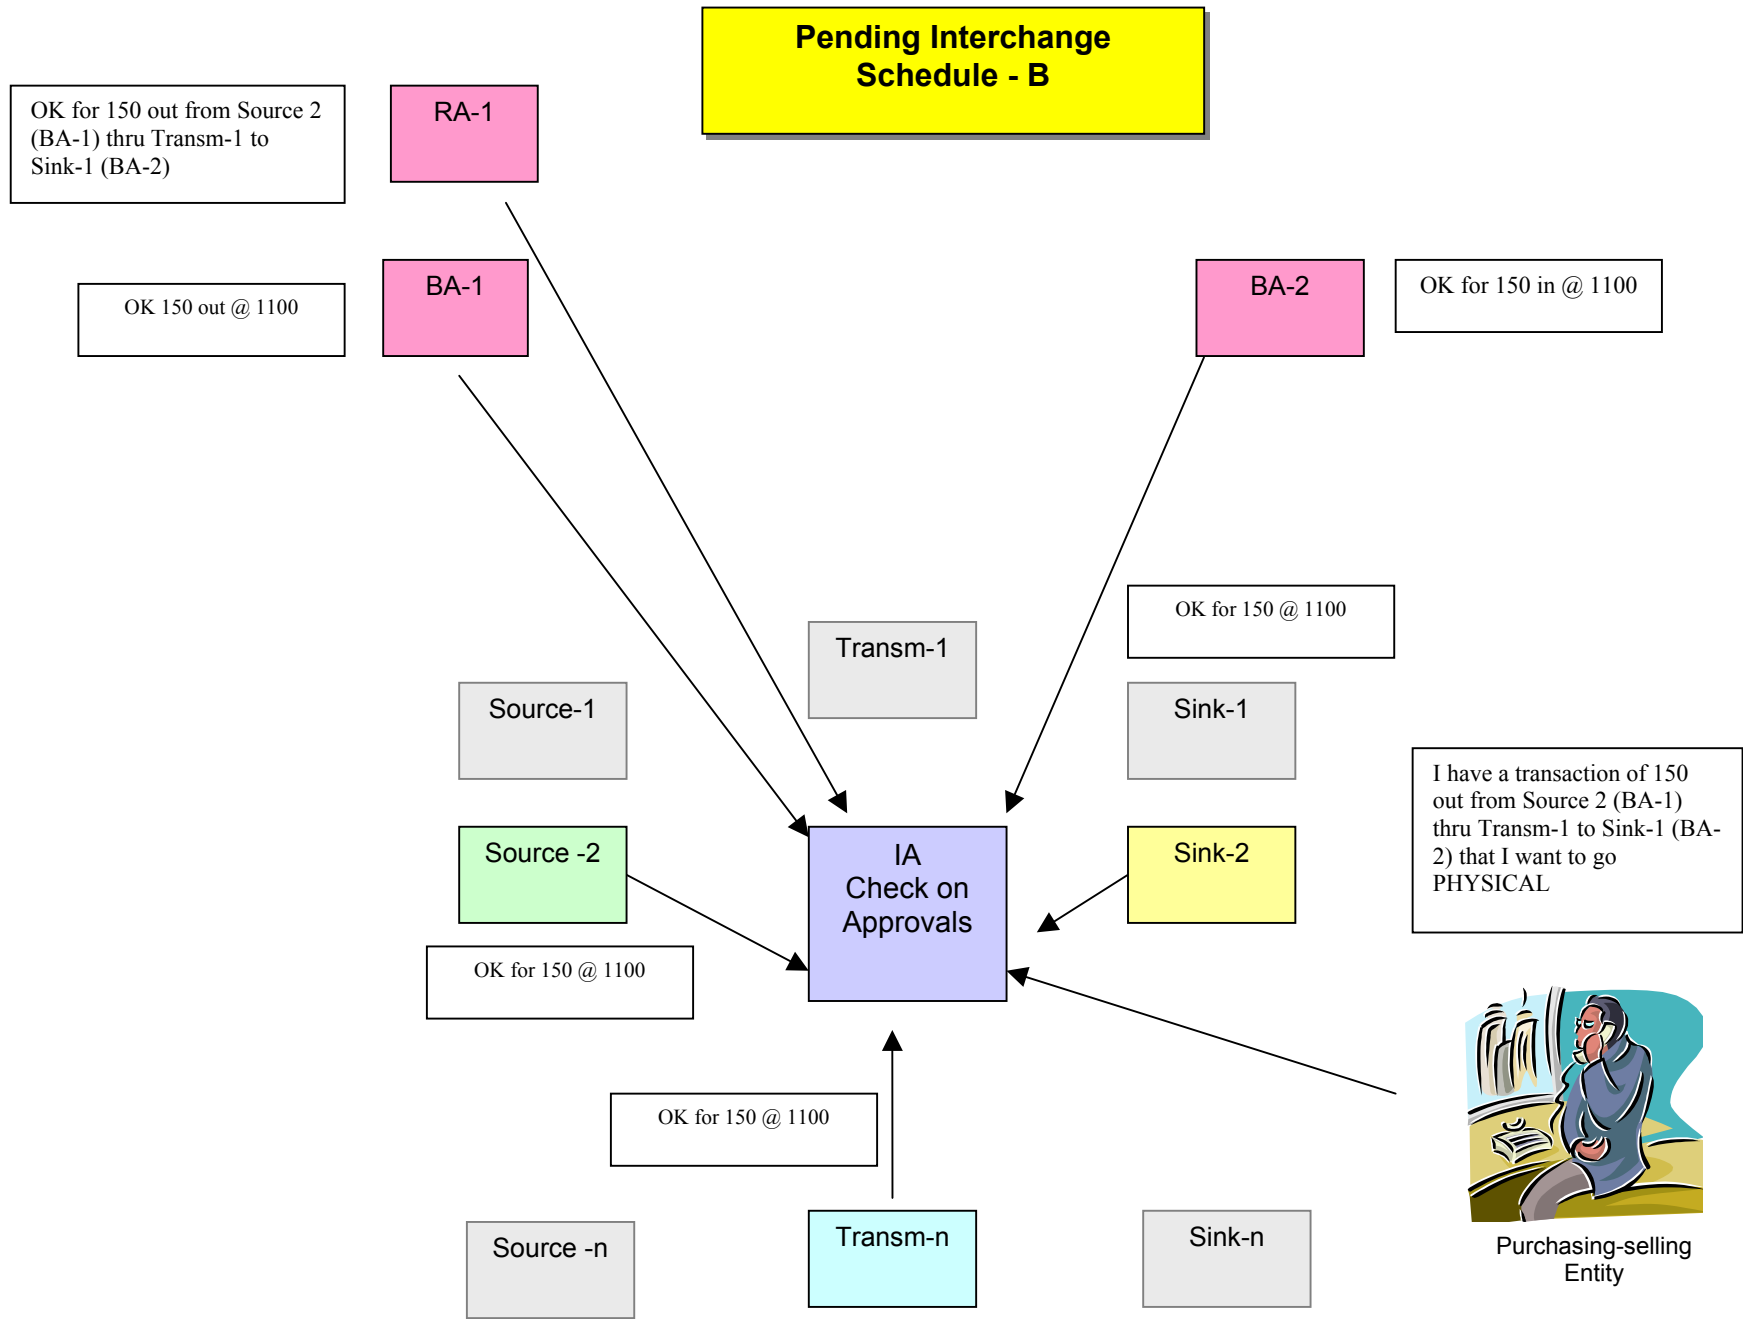 Pending Interchange
Schedule - B
OK for 150 out from Source 2
(BA-1) thru Transm-1 to
Sink-1 (BA-2)
RA-1
OK 150 out @ 1100
BA-1
BA-2
OK for 150 in @ 1100
OK for 150 @ 1100
Transm-1
Source-1
Sink-1
I have a transaction of 150
out from Source 2 (BA-1)
thru Transm-1 to Sink-1 (BA-
2) that I want to go
PHYSICAL
Source -2
IA
Check on
Approvals
Sink-2
OK for 150 @ 1100
OK for 150 @ 1100
Source -n
Transm-n
Sink-n
Purchasing-selling
Entity